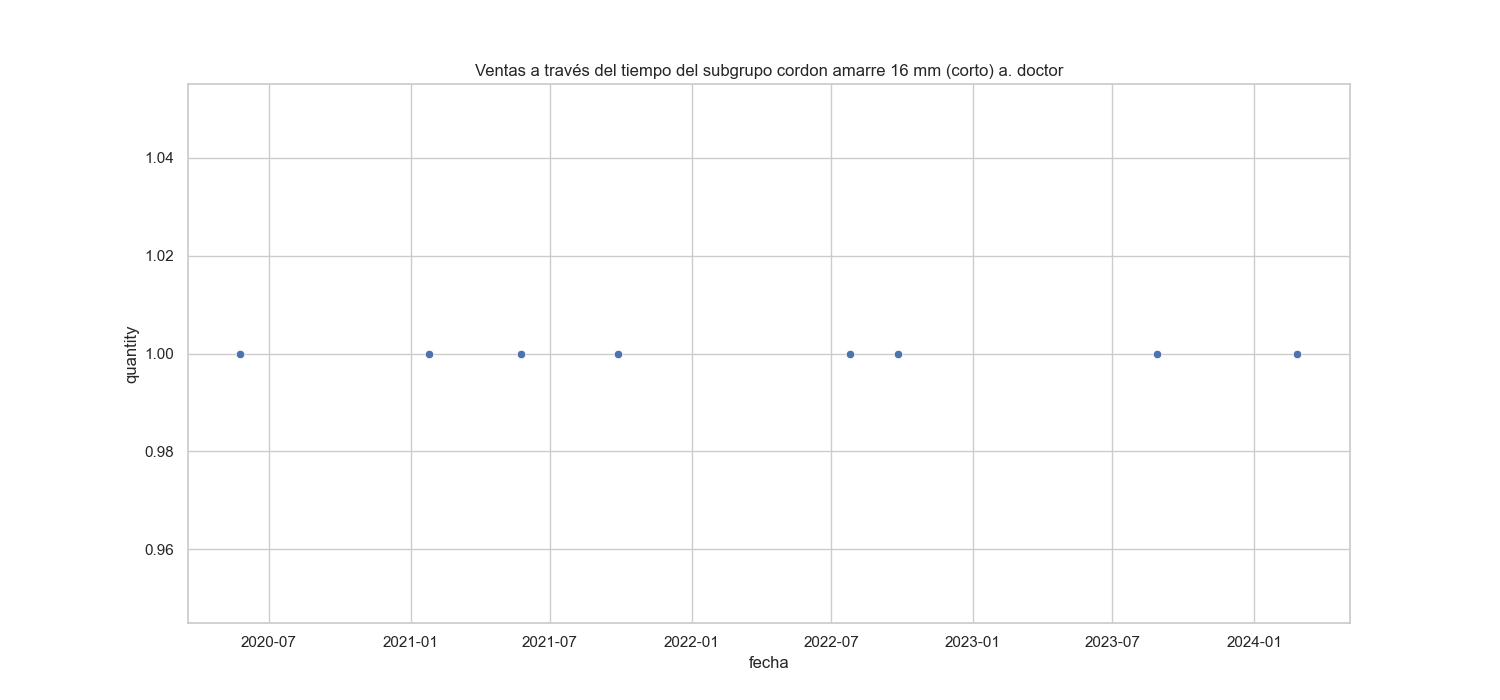 Ventas a través del tiempo del subgrupo cordon amarre 16 mm (corto) a. doctor
1.04
1.02
1.00
0.98
0.96
quantity
2020-07 2021-01 2021-07 2022-01 2022-07 2023-01 2023-07 2024-01
fecha